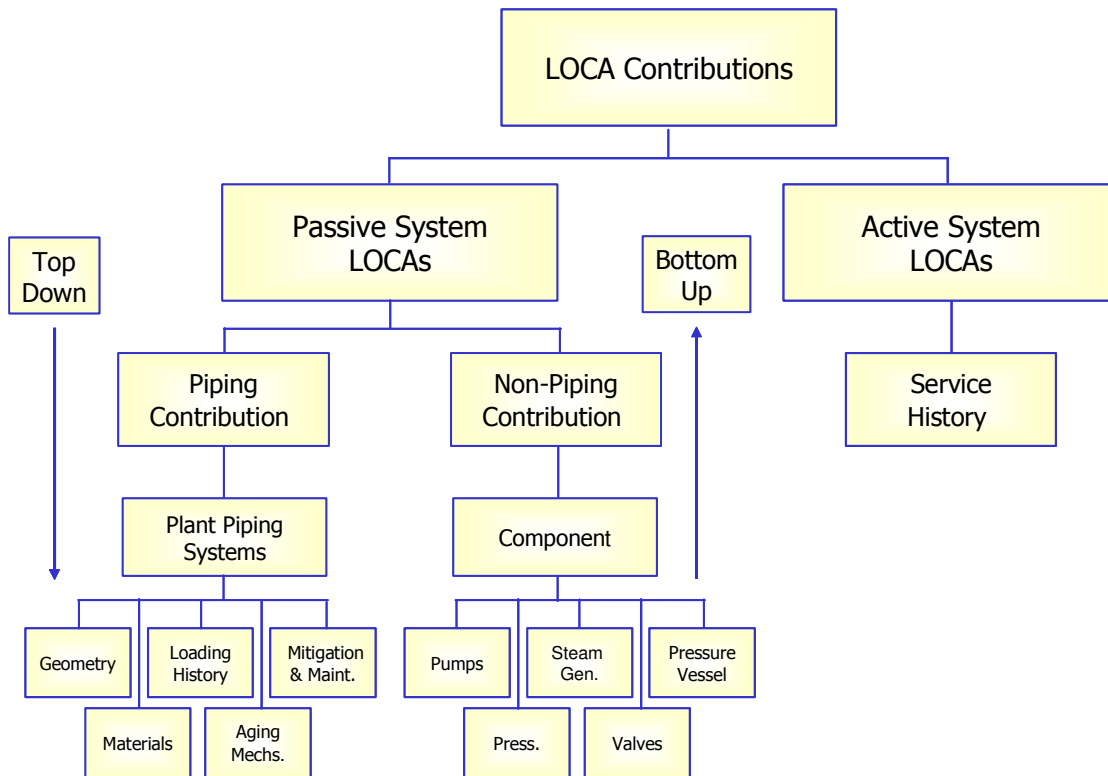 LOCA Contributions
Passive System
LOCAs
Active System
LOCAs
Top
Down
Bottom
Up
Piping
Contribution
Non-Piping
Contribution
Service
History
Plant Piping
Systems
Component
Geometry
Loading
History
Mitigation
& Maint.
Pumps
Steam
Gen.
Pressure
Vessel
Materials
Aging
Mechs.
Press.
Valves